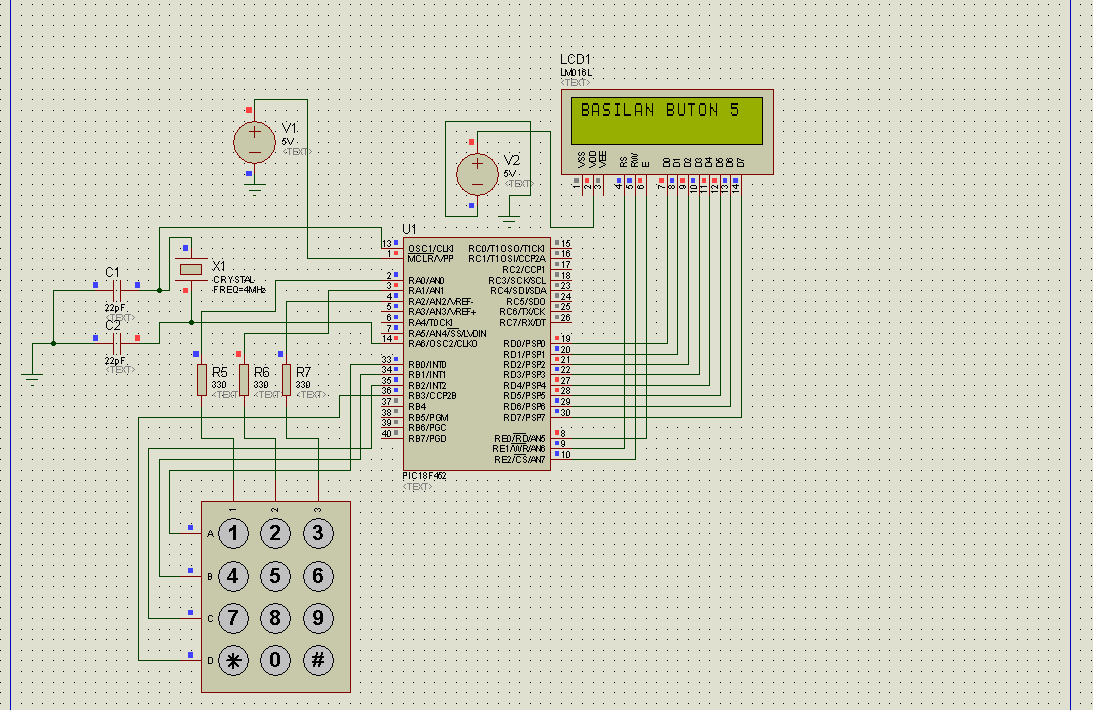 LCD1
LM016L
<TEXT>
BASILAN BUTON 5
VSS
VDD
VEE
RS
RW
E
D0
D1
D2
D3
D4
D5
D6
D7
1
2
3
4
5
6
7
8
9
10
11
12
13
14
V1
5V
<TEXT>
V2
5V
<TEXT>
U1
13 OSC1/CLKI
1 MCLR/VPP
2 RA0/AN0
3 RA1/AN1
4 RA2/AN2/VREF-
5 RA3/AN3/VREF+
6 RA4/T0CKI
7 RA5/AN4/SS/LVDIN
14 RA6/OSC2/CLKO
33 RB0/INT0
34 RB1/INT1
35 RB2/INT2
36 RB3/CCP2B
37 RB4
38 RB5/PGM
39 RB6/PGC
40 RB7/PGD
RC0/T1OSO/T1CKI 15
RC1/T1OSI/CCP2A 16
RC2/CCP1 17
RC3/SCK/SCL 18
RC4/SDI/SDA 23
RC5/SDO 24
RC6/TX/CK 25
RC7/RX/DT 26
RD0/PSP0 19
RD1/PSP1 20
RD2/PSP2 21
RD3/PSP3 22
RD4/PSP4 27
RD5/PSP5 28
RD6/PSP6 29
RD7/PSP7 30
RE0/RD/AN5 8
RE1/WR/AN6 9
RE2/CS/AN7 10
PIC18F452
<TEXT>
X1
CRYSTAL
FREQ=4MHz
C1
22pF
<TEXT>
C2
22pF
<TEXT>
R5
330
<TEXT>
R6
330
<TEXT>
R7
330
<TEXT>
1 2 3
A 1 2 3
B 4 5 6
C 7 8 9
D * 0 #